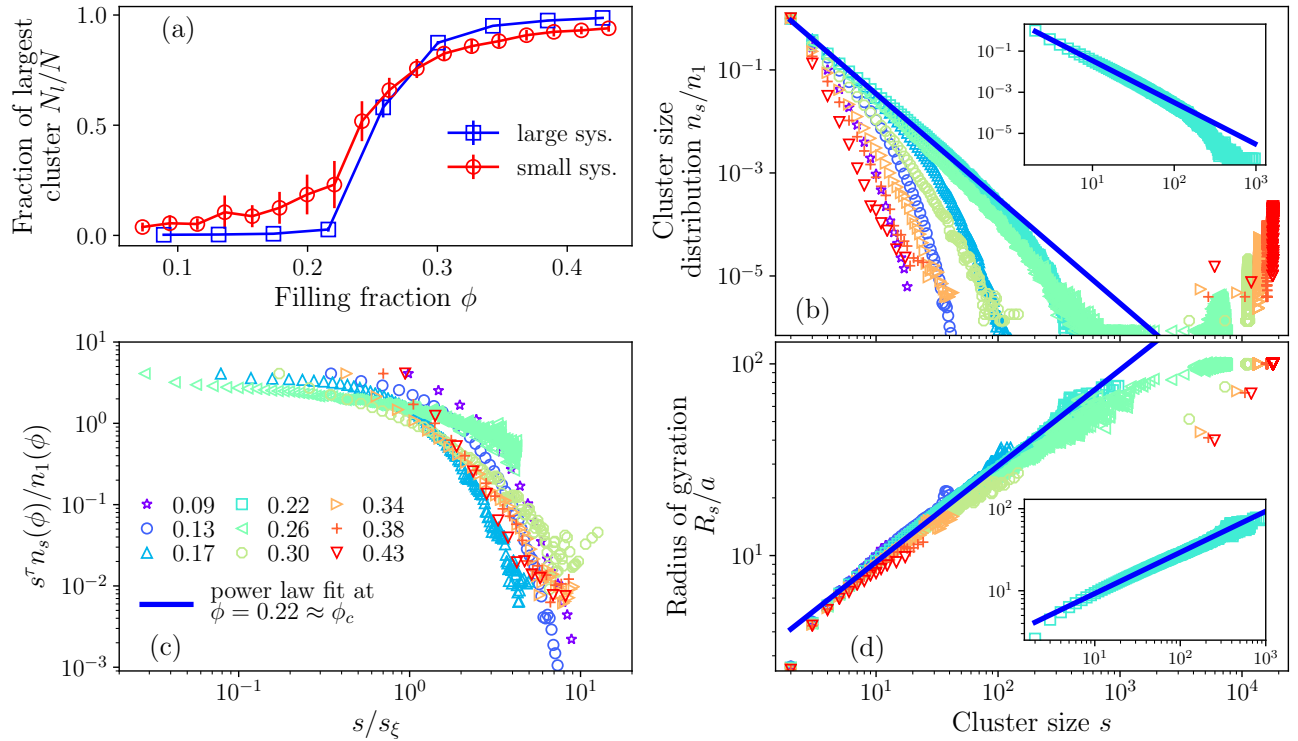 (a)
Fraction of largest
cluster N_l/N
1.0
0.5
0.0
large sys.
small sys.
0.1 0.2 0.3 0.4
Filling fraction ϕ
(b)
Cluster size
distribution n_s/n_1
10^{-1}
10^{-3}
10^{-5}
10^{-1}
10^{-3}
10^{-5}
10^1 10^2 10^3
(c)
s^τ n_s(ϕ)/n_1(ϕ)
10^1
10^0
10^{-1}
10^{-2}
10^{-3}
0.09 0.22 0.34
0.13 0.26 0.38
0.17 0.30 0.43
power law fit at
ϕ = 0.22 ≈ ϕ_c
10^{-1} 10^0 10^1
s/s_ξ
(d)
Radius of gyration
R_s/a
10^2
10^1
10^2
10^1
10^1 10^2 10^3
10^1 10^2 10^3 10^4
Cluster size s